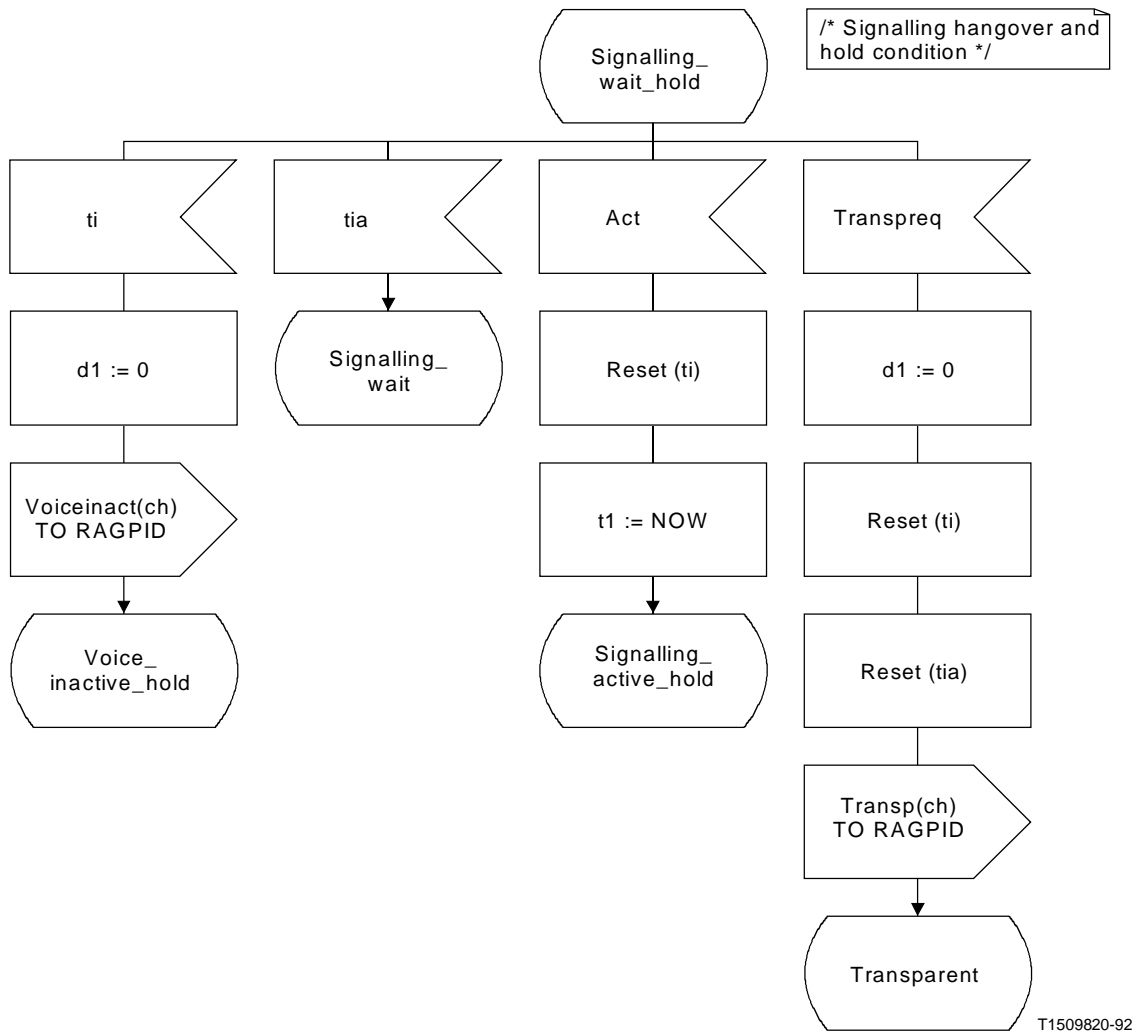 Signalling_
wait_hold
/* Signalling hangover and
hold condition */
ti
tia
Act
Transpreq
d1 := 0
Signalling_
wait
Reset (ti)
d1 := 0
Voiceinact(ch)
TO RAGPID
t1 := NOW
Reset (ti)
Voice_
inactive_hold
Signalling_
active_hold
Reset (tia)
Transp(ch)
TO RAGPID
Transparent
T1509820-92